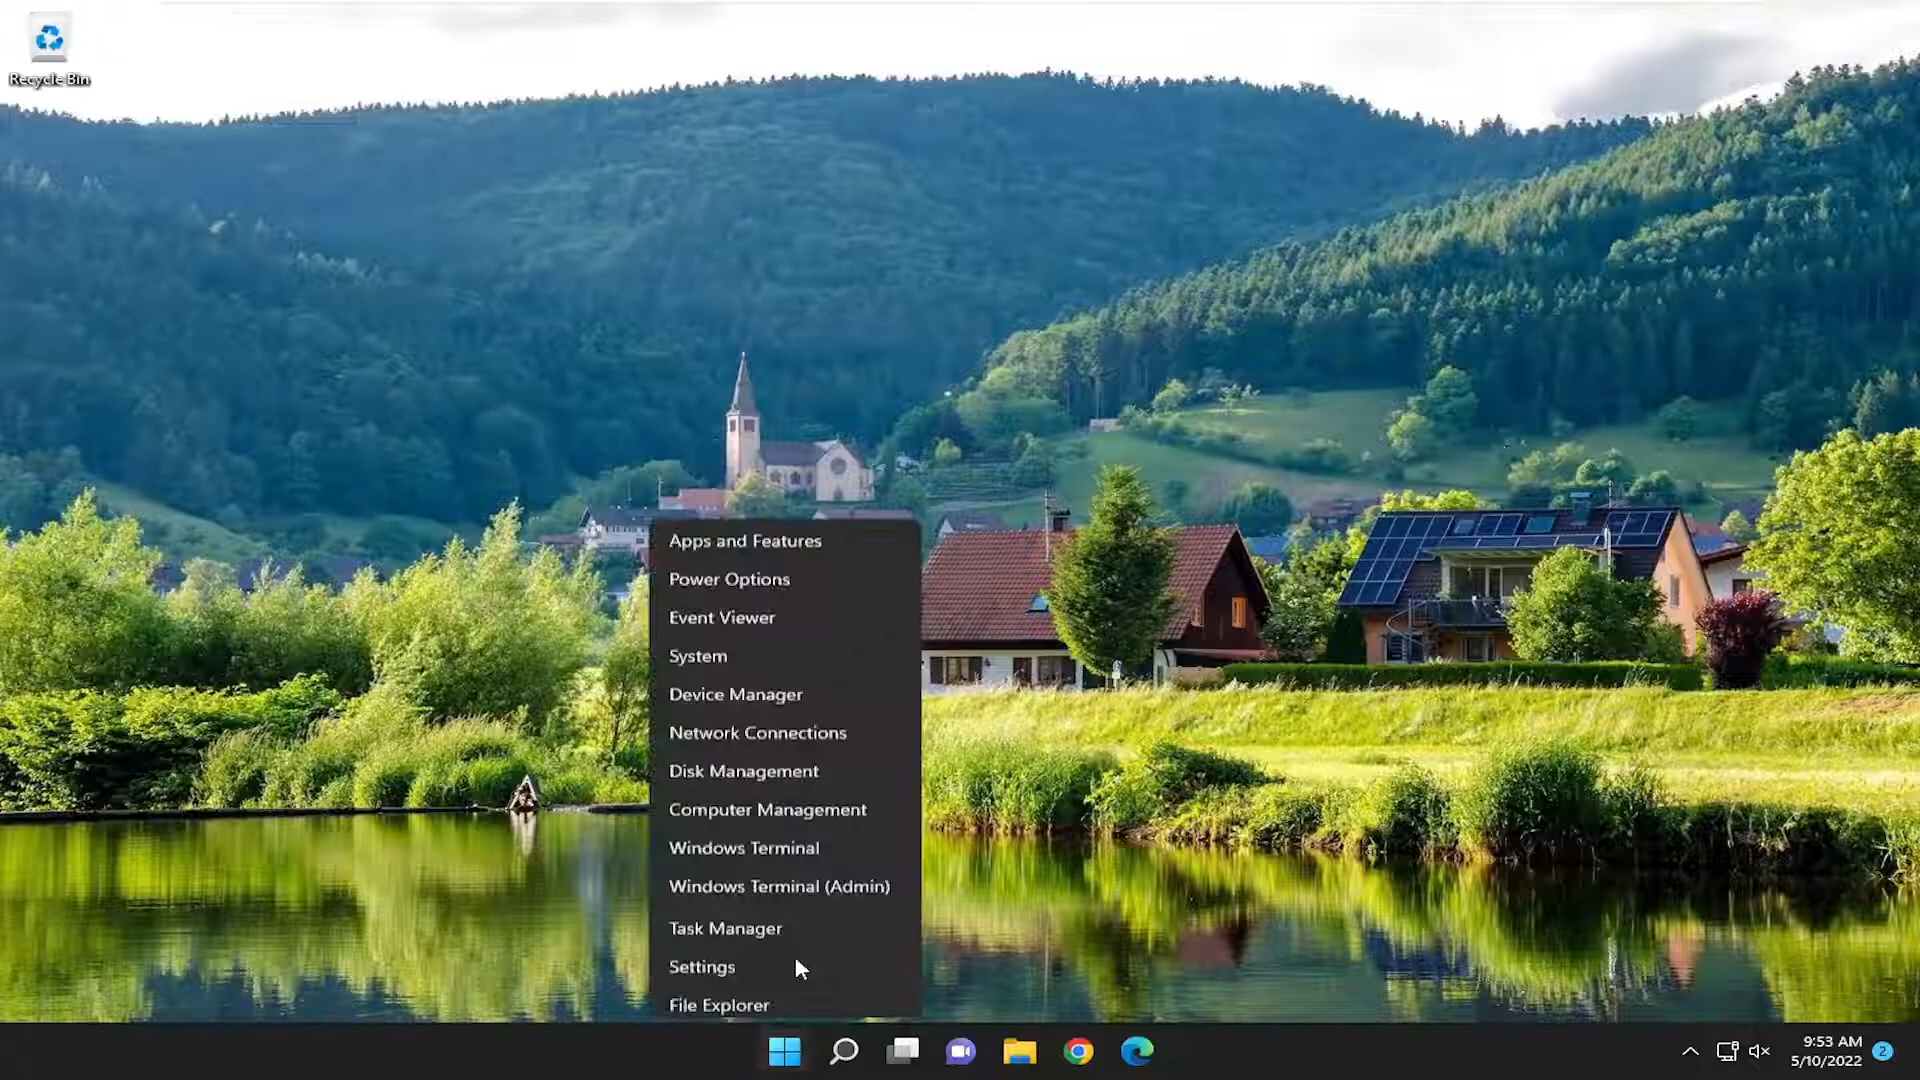 Recycle Bin
Apps and Features
Power Options
Event Viewer
System
Device Manager
Network Connections
Disk Management
Computer Management
Windows Terminal
Windows Terminal (Admin)
Task Manager
Settings
File Explorer
9:53 AM
5/10/2022
2